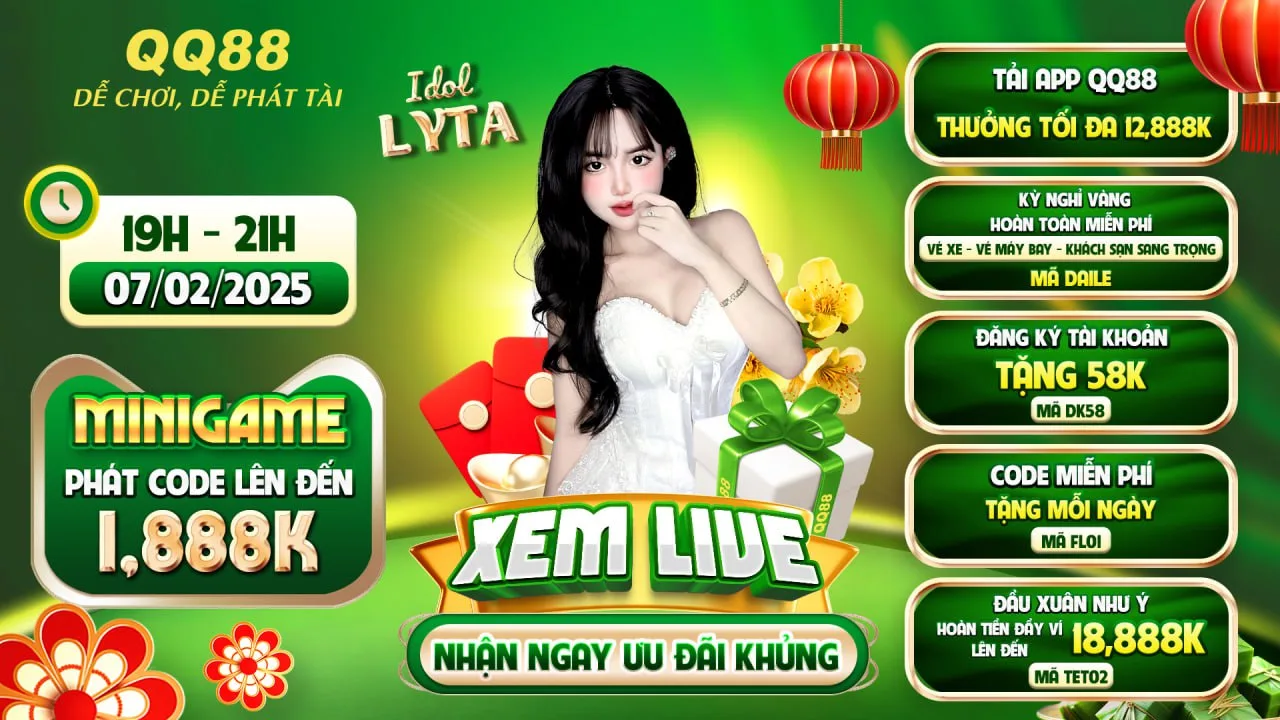 QQ88
DỄ CHƠI, DỄ PHÁT TÀI
Idol
LYTA
19H - 21H
07/02/2025
MINIGAME
PHÁT CODE LÊN ĐẾN
1,888K
XEM LIVE
NHẬN NGAY ƯU ĐÃI KHỦNG
TẢI APP QQ88
THƯỞNG TỐI ĐA 12,888K
KỲ NGHỈ VÀNG
HOÀN TOÀN MIỄN PHÍ
VÉ XE - VÉ MÁY BAY - KHÁCH SẠN SANG TRỌNG
MÃ DAILE
ĐĂNG KÝ TÀI KHOẢN
TẶNG 58K
MÃ DK58
CODE MIỄN PHÍ
TẶNG MỖI NGÀY
MÃ FL01
ĐẦU XUÂN NHƯ Ý
HOÀN TIỀN ĐẦY VÍ
LÊN ĐẾN
18,888K
MÃ TET02
QQ88
88